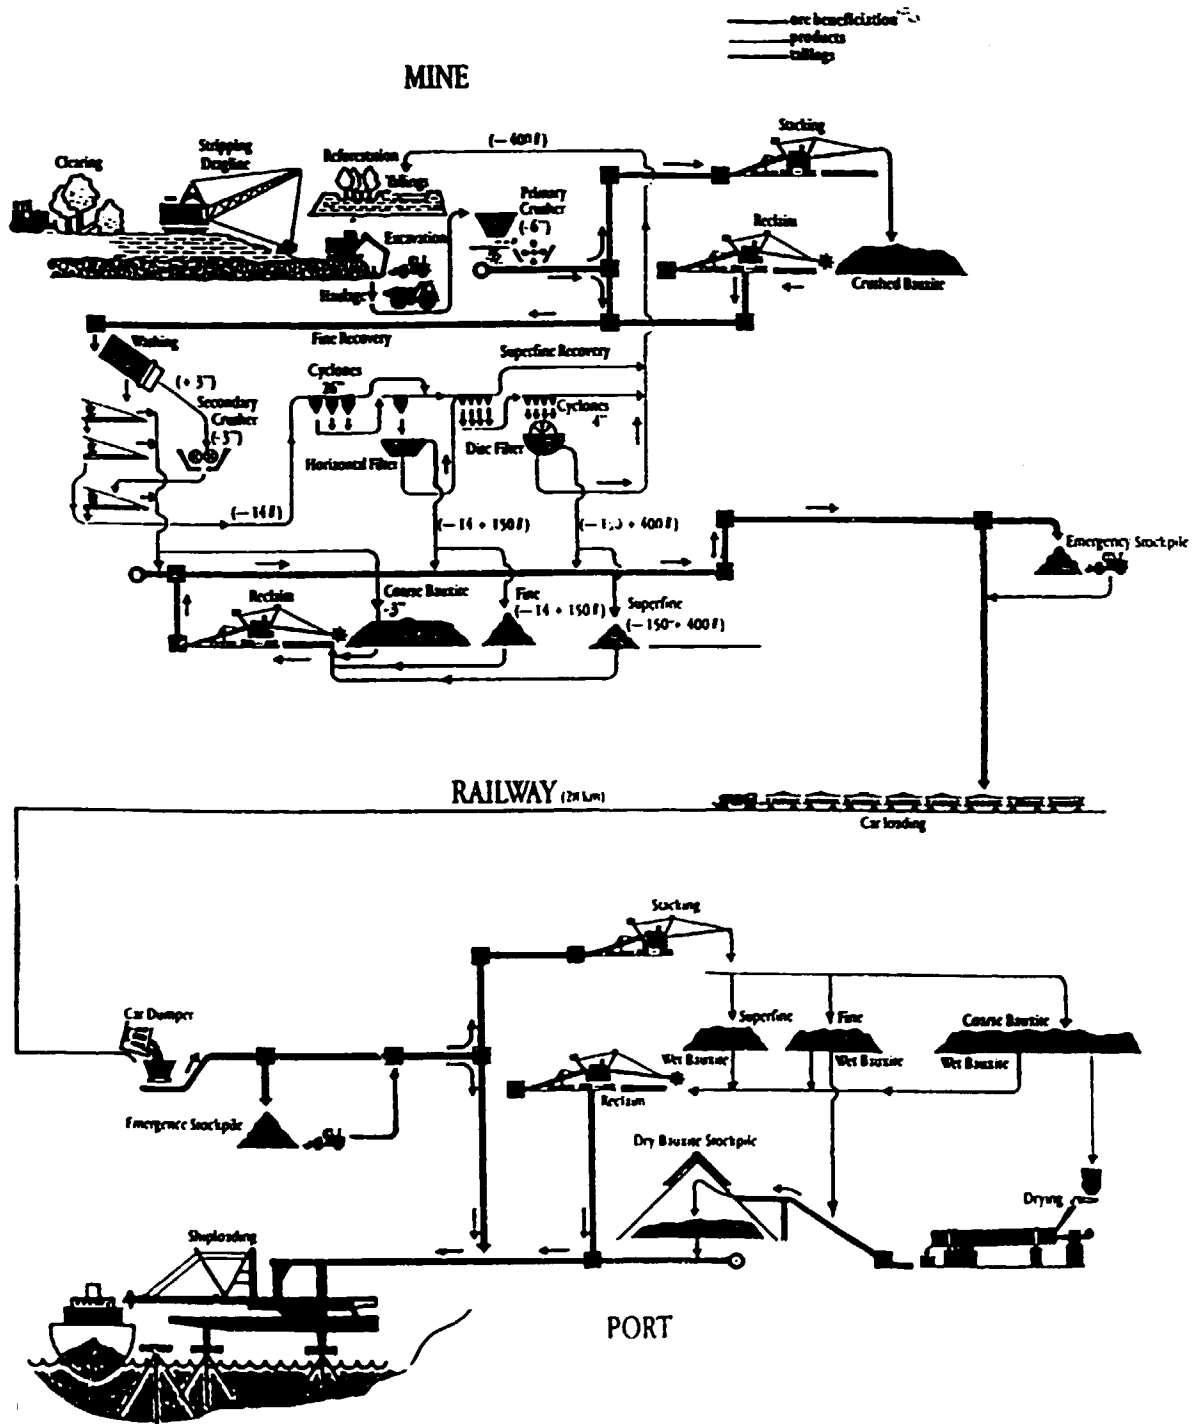 ore beneficiation
products
tailings
MINE
Stacking
(− 400 #)
Stripping
Dragline
Reforestation
Clearing
Tailings
Primary
Crusher
(-6")
Reclaim
Excavation
Haulage
Crushed Bauxite
Washing
Fine Recovery
Superfine Recovery
(+ 3")
Cyclones
26"
Secondary
Crusher
(-3")
Cyclones
4"
Disc Filter
Horizontal Filter
(− 14 #)
(− 14 + 150 #)
+ 400 #)
Emergency Stockpile
Reclaim
Coarse Bauxite
-3"
Fine
(− 14 + 150 #)
Superfine
(− 150 + 400 #)
RAILWAY
Car loading
Stacking
Car Dumper
Superfine
Fine
Coarse Bauxite
Wet Bauxite
Wet Bauxite
Wet Bauxite
Reclaim
Emergence Stockpile
Dry Bauxite Stockpile
Drying
Shiploading
PORT